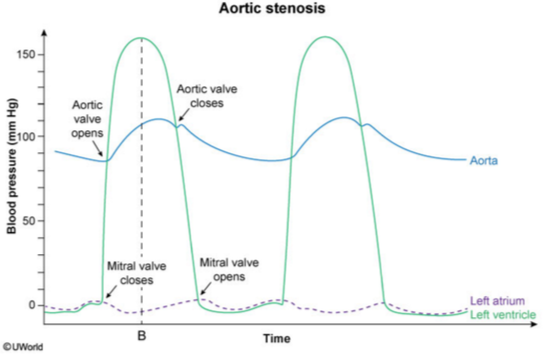 Aortic stenosis
Blood pressure (mm Hg)
150
100
50
0
Aortic
valve
opens
Aortic valve
closes
Aorta
Mitral valve
closes
Mitral valve
opens
Left atrium
Left ventricle
B
Time
©UWorld